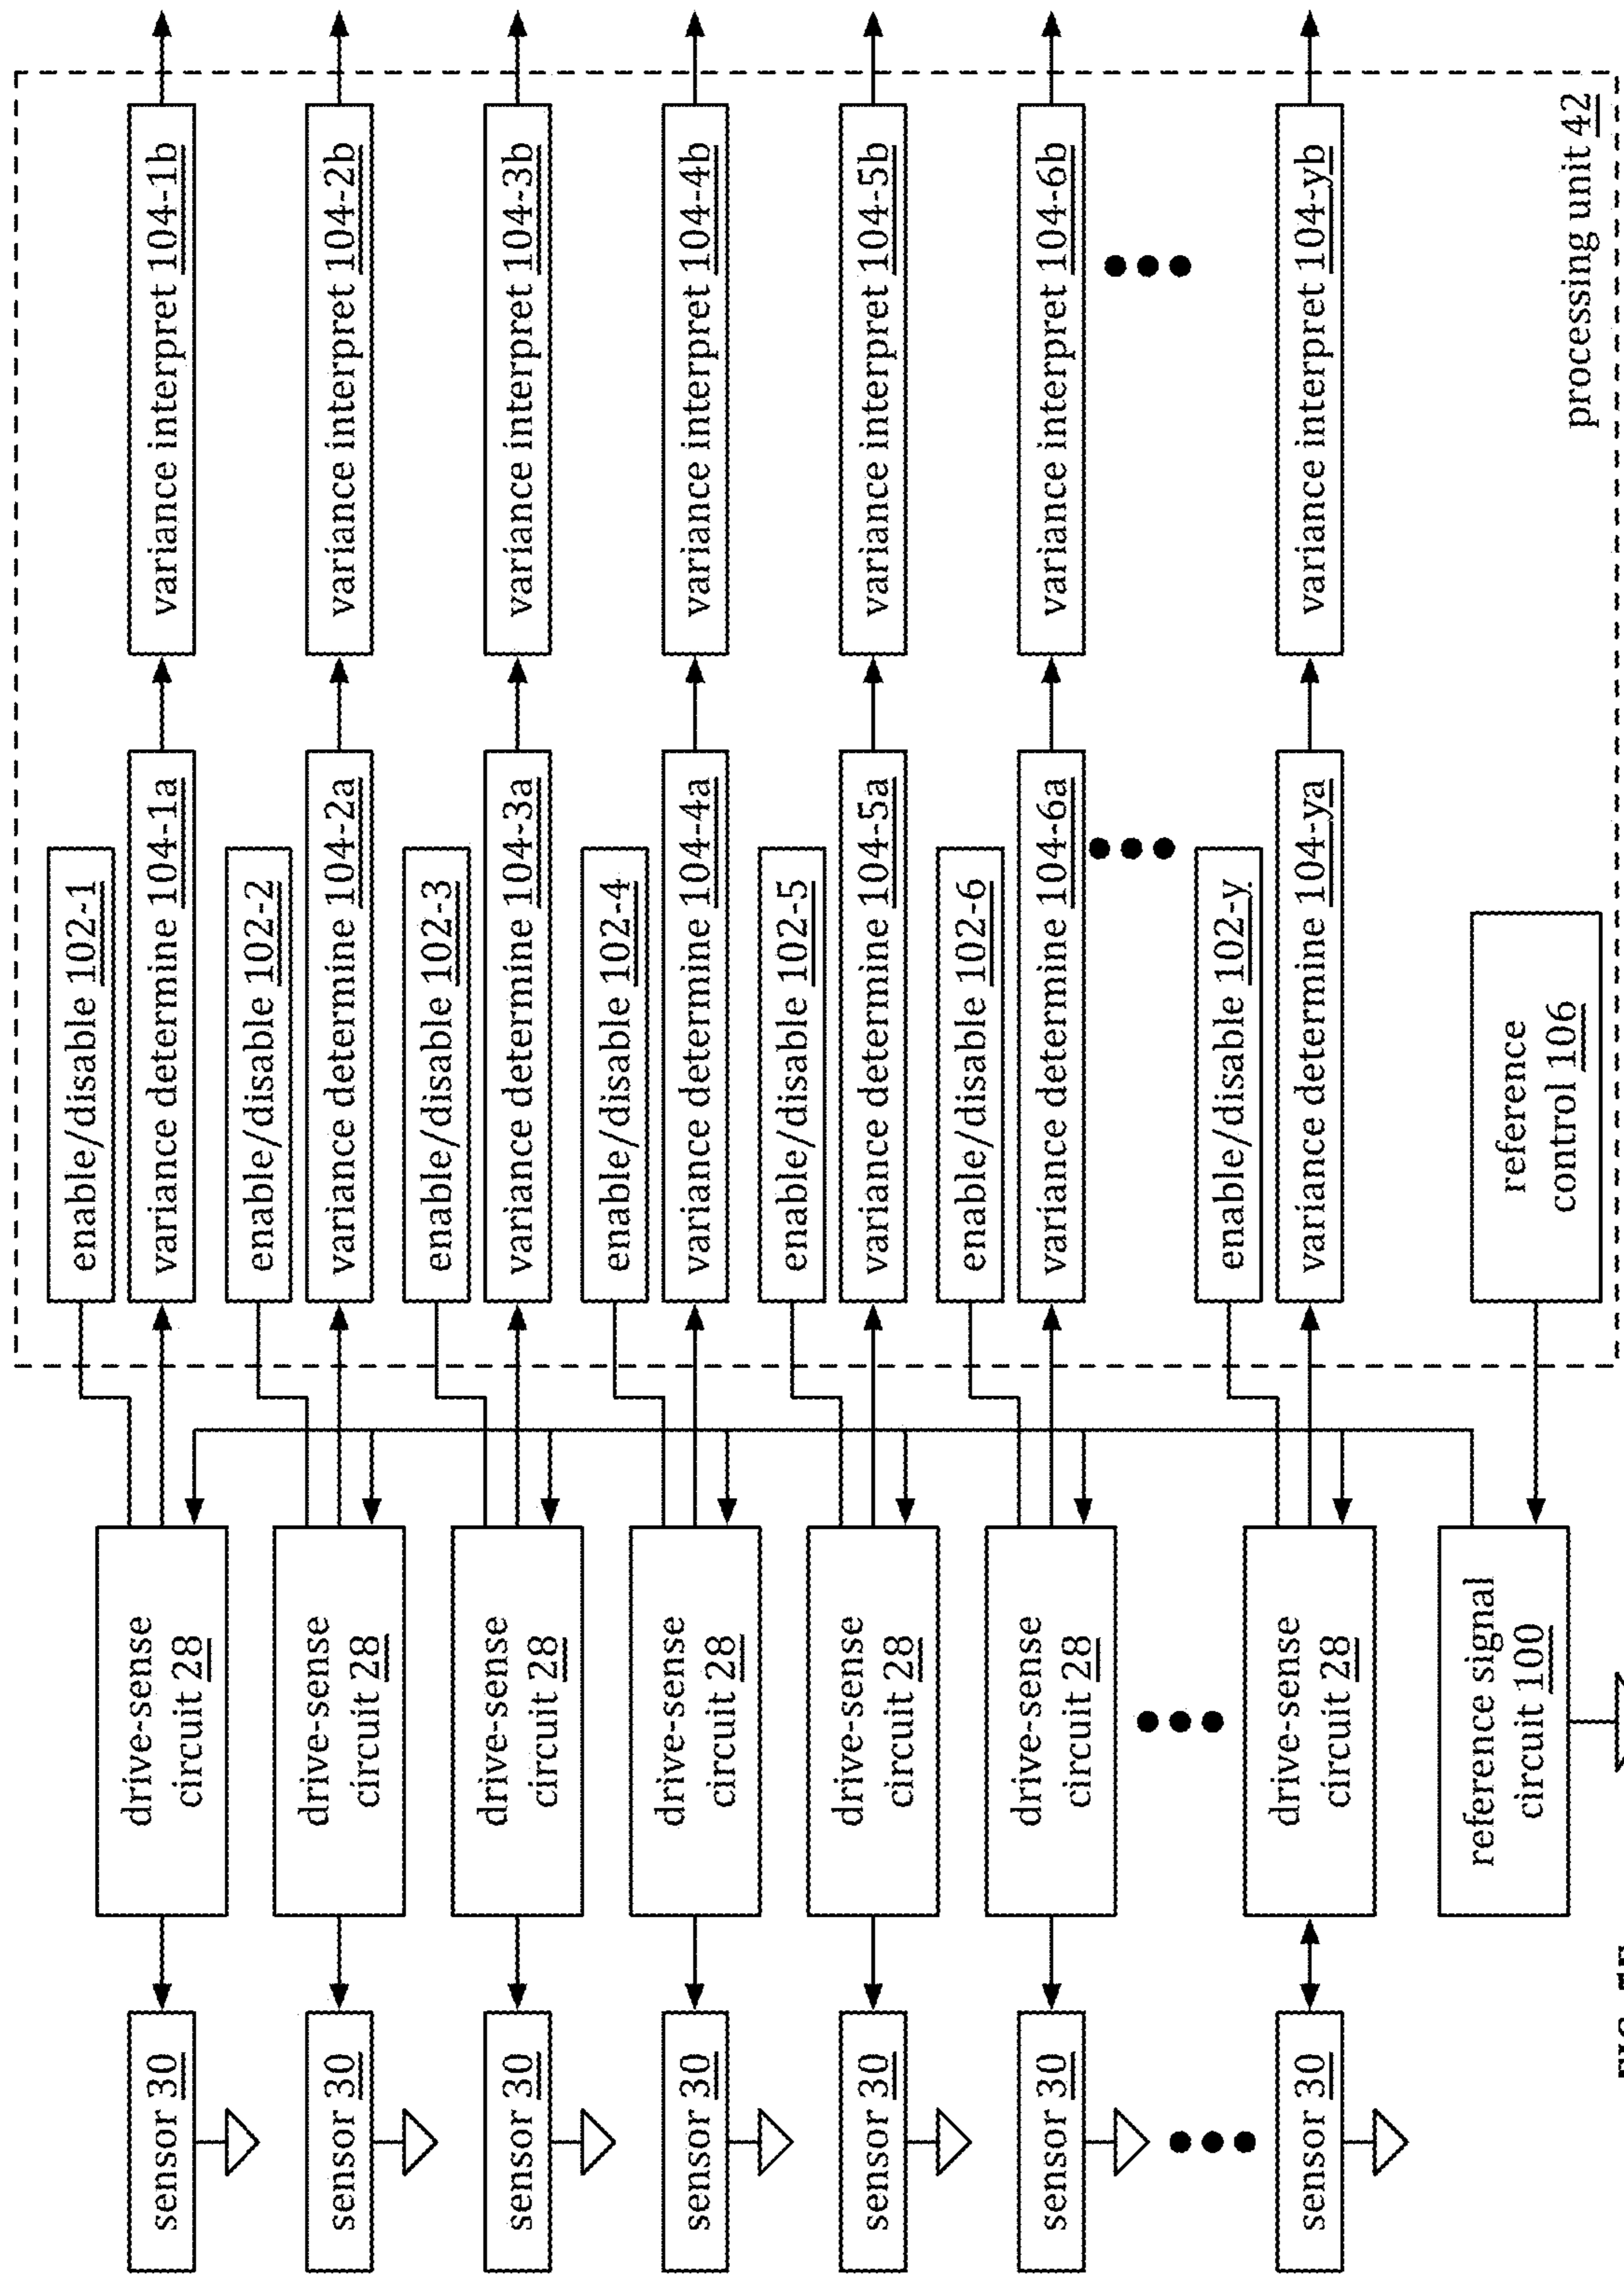 enable/disable 102-1
sensor 30
drive-sense
circuit 28
variance determine 104-1a
variance interpret 104-1b
enable/disable 102-2
sensor 30
drive-sense
circuit 28
variance determine 104-2a
variance interpret 104-2b
enable/disable 102-3
sensor 30
drive-sense
circuit 28
variance determine 104-3a
variance interpret 104-3b
enable/disable 102-4
sensor 30
drive-sense
circuit 28
variance determine 104-4a
variance interpret 104-4b
enable/disable 102-5
sensor 30
drive-sense
circuit 28
variance determine 104-5a
variance interpret 104-5b
enable/disable 102-6
sensor 30
drive-sense
circuit 28
variance determine 104-6a
variance interpret 104-6b
enable/disable 102-y
sensor 30
drive-sense
circuit 28
variance determine 104-ya
variance interpret 104-yb
reference signal
circuit 100
reference
control 106
processing unit 42